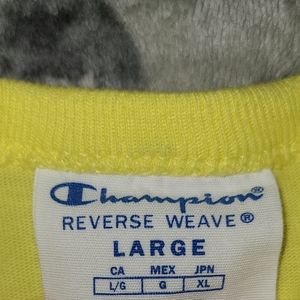 Champion®
REVERSE WEAVE®
LARGE
CA MEX JPN
L/G G XL